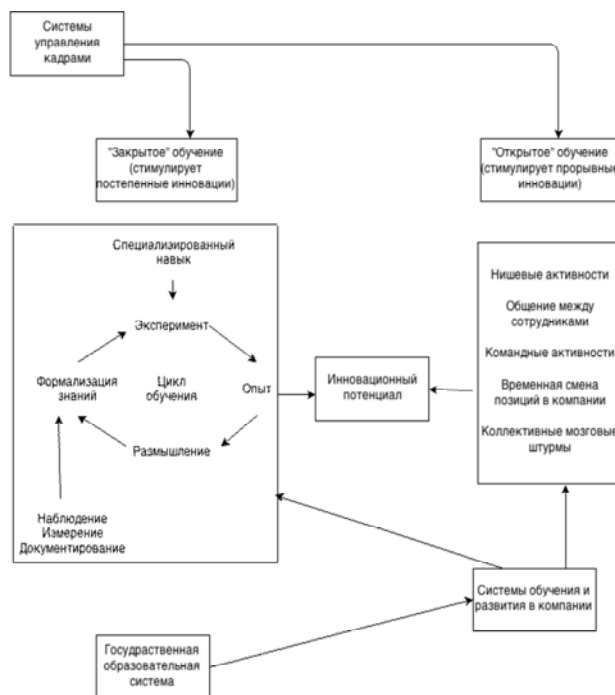 Системы
управления
кадрами
"Закрытое" обучение
(стимулирует
постепенные инновации)
"Открытое" обучение
(стимулирует прорывные
инновации)
Специализированный
навык
Эксперимент
Формализация
знаний
Цикл
обучения
Опыт
Размышление
Наблюдение
Измерение
Документирование
Инновационный
потенциал
Нишевые активности
Общение между
сотрудниками
Командные активности
Временная смена
позиций в компании
Коллективные мозговые
штурмы
Системы обучения и
развития в компании
Госудраственная
образовательная
система